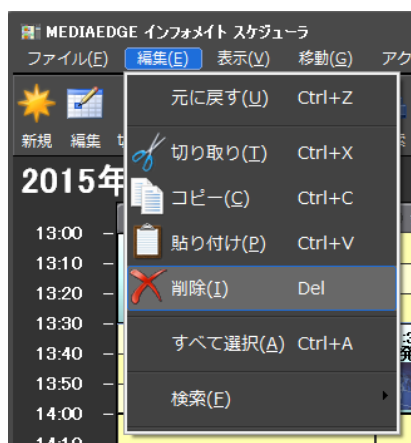 MEDIAEDGE インフォメイト スケジューラ
ファイル(F) 編集(E) 表示(V) 移動(G) アク
新規 編集
元に戻す(U) Ctrl+Z
切り取り(T) Ctrl+X
コピー(C) Ctrl+C
貼り付け(P) Ctrl+V
削除(I) Del
すべて選択(A) Ctrl+A
検索(F)
2015年
13:00
13:10
13:20
13:30
13:40
13:50
14:00
14:10